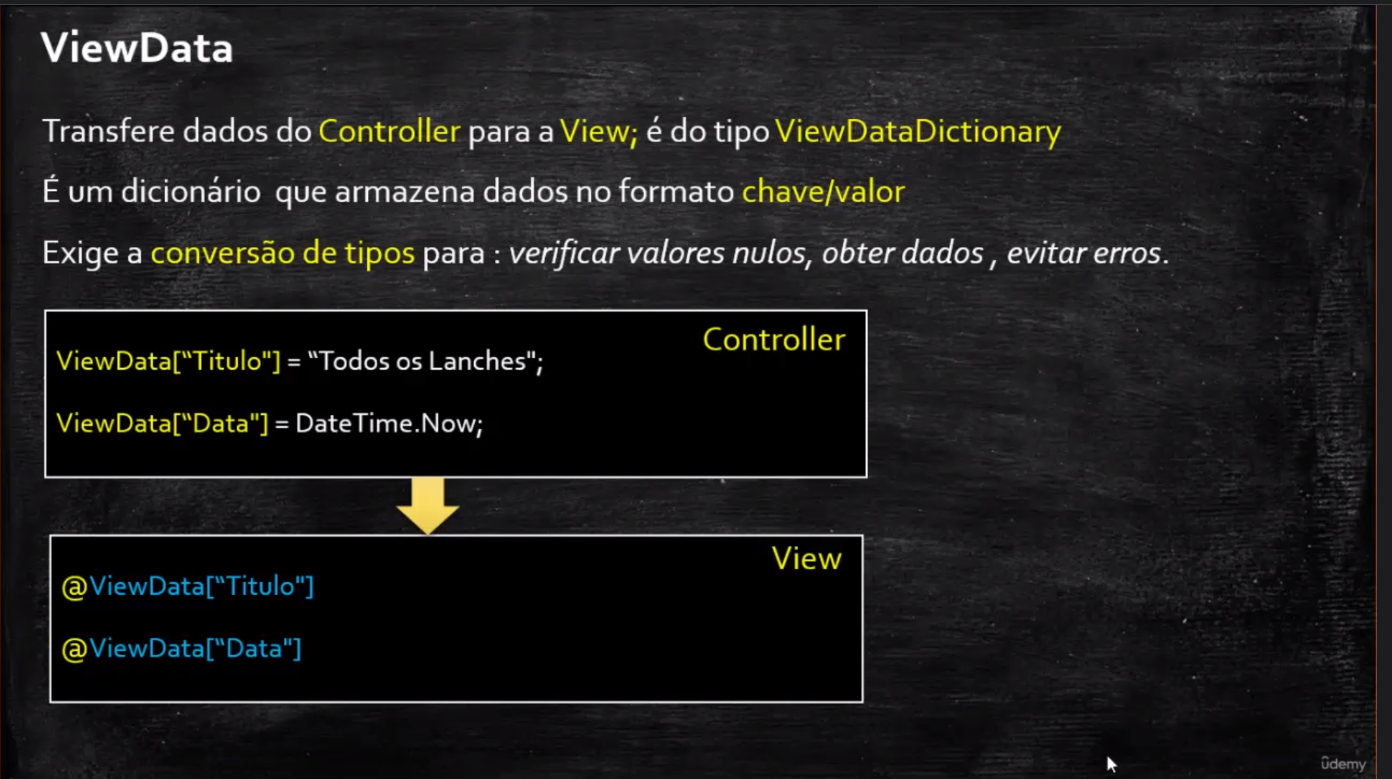 ViewData
Transfere dados do Controller para a View; é do tipo ViewDataDictionary
É um dicionário que armazena dados no formato chave/valor
Exige a conversão de tipos para : verificar valores nulos, obter dados , evitar erros.
Controller
ViewData[“Titulo"] = “Todos os Lanches";
ViewData[“Data"] = DateTime.Now;
View
@ViewData[“Titulo"]
@ViewData[“Data"]
ûdemy